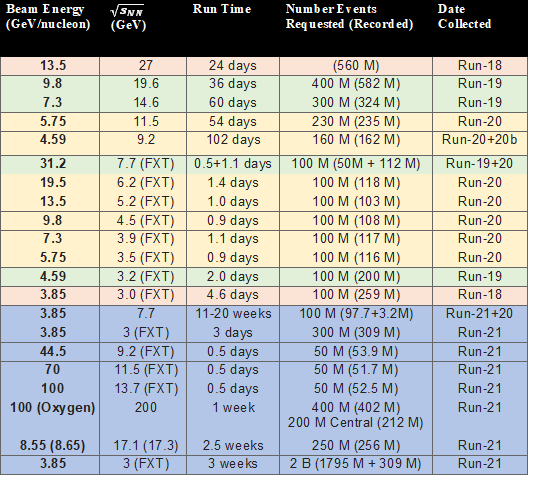 Beam Energy (GeV/nucleon) √sNN (GeV) Run Time Number Events Requested (Recorded) Date Collected
13.5 27 24 days (560 M) Run-18
9.8 19.6 36 days 400 M (582 M) Run-19
7.3 14.6 60 days 300 M (324 M) Run-19
5.75 11.5 54 days 230 M (235 M) Run-20
4.59 9.2 102 days 160 M (162 M) Run-20+20b
31.2 7.7 (FXT) 0.5+1.1 days 100 M (50M + 112 M) Run-19+20
19.5 6.2 (FXT) 1.4 days 100 M (118 M) Run-20
13.5 5.2 (FXT) 1.0 days 100 M (103 M) Run-20
9.8 4.5 (FXT) 0.9 days 100 M (108 M) Run-20
7.3 3.9 (FXT) 1.1 days 100 M (117 M) Run-20
5.75 3.5 (FXT) 0.9 days 100 M (116 M) Run-20
4.59 3.2 (FXT) 2.0 days 100 M (200 M) Run-19
3.85 3.0 (FXT) 4.6 days 100 M (259 M) Run-18
3.85 7.7 11-20 weeks 100 M (97.7+3.2M) Run-21+20
3.85 3 (FXT) 3 days 300 M (309 M) Run-21
44.5 9.2 (FXT) 0.5 days 50 M (53.9 M) Run-21
70 11.5 (FXT) 0.5 days 50 M (51.7 M) Run-21
100 13.7 (FXT) 0.5 days 50 M (52.5 M) Run-21
100 (Oxygen) 200 1 week 400 M (402 M) Run-21
200 M Central (212 M)
8.55 (8.65) 17.1 (17.3) 2.5 weeks 250 M (256 M) Run-21
3.85 3 (FXT) 3 weeks 2 B (1795 M + 309 M) Run-21